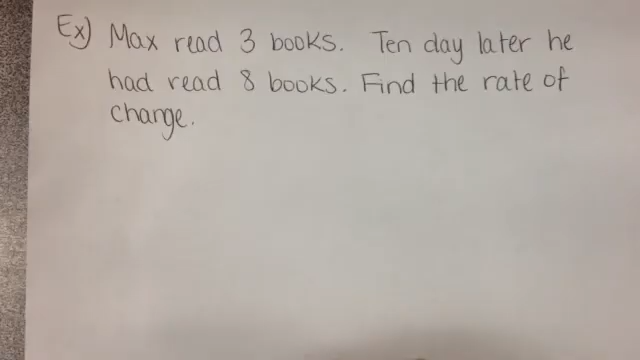 Ex) Max read 3 books. Ten day later he
had read 8 books. Find the rate of
change.